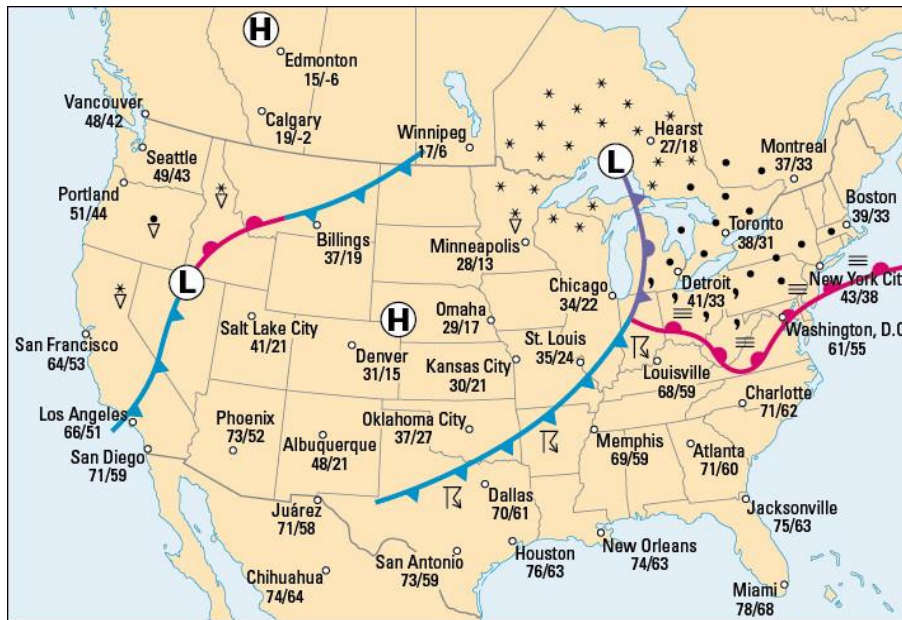 H
Edmonton
15/-6
Vancouver
48/42
Calgary
19/-2
Winnipeg
17/6
Hearst
27/18
Montreal
37/33
Seattle
49/43
L
Portland
51/44
Boston
39/33
Toronto
38/31
Billings
37/19
Minneapolis
28/13
L
Chicago
34/22
Detroit
41/33
New York City
43/38
Omaha
29/17
H
Salt Lake City
41/21
Washington, D.C
61/55
San Francisco
64/53
Denver
31/15
Kansas City
30/21
St. Louis
35/24
Louisville
68/59
Charlotte
71/62
Los Angeles
66/51
Phoenix
73/52
Albuquerque
48/21
Oklahoma City
37/27
Memphis
69/59
Atlanta
71/60
San Diego
71/59
Dallas
70/61
Juárez
71/58
Jacksonville
75/63
San Antonio
73/59
Houston
76/63
New Orleans
74/63
Chihuahua
74/64
Miami
78/68